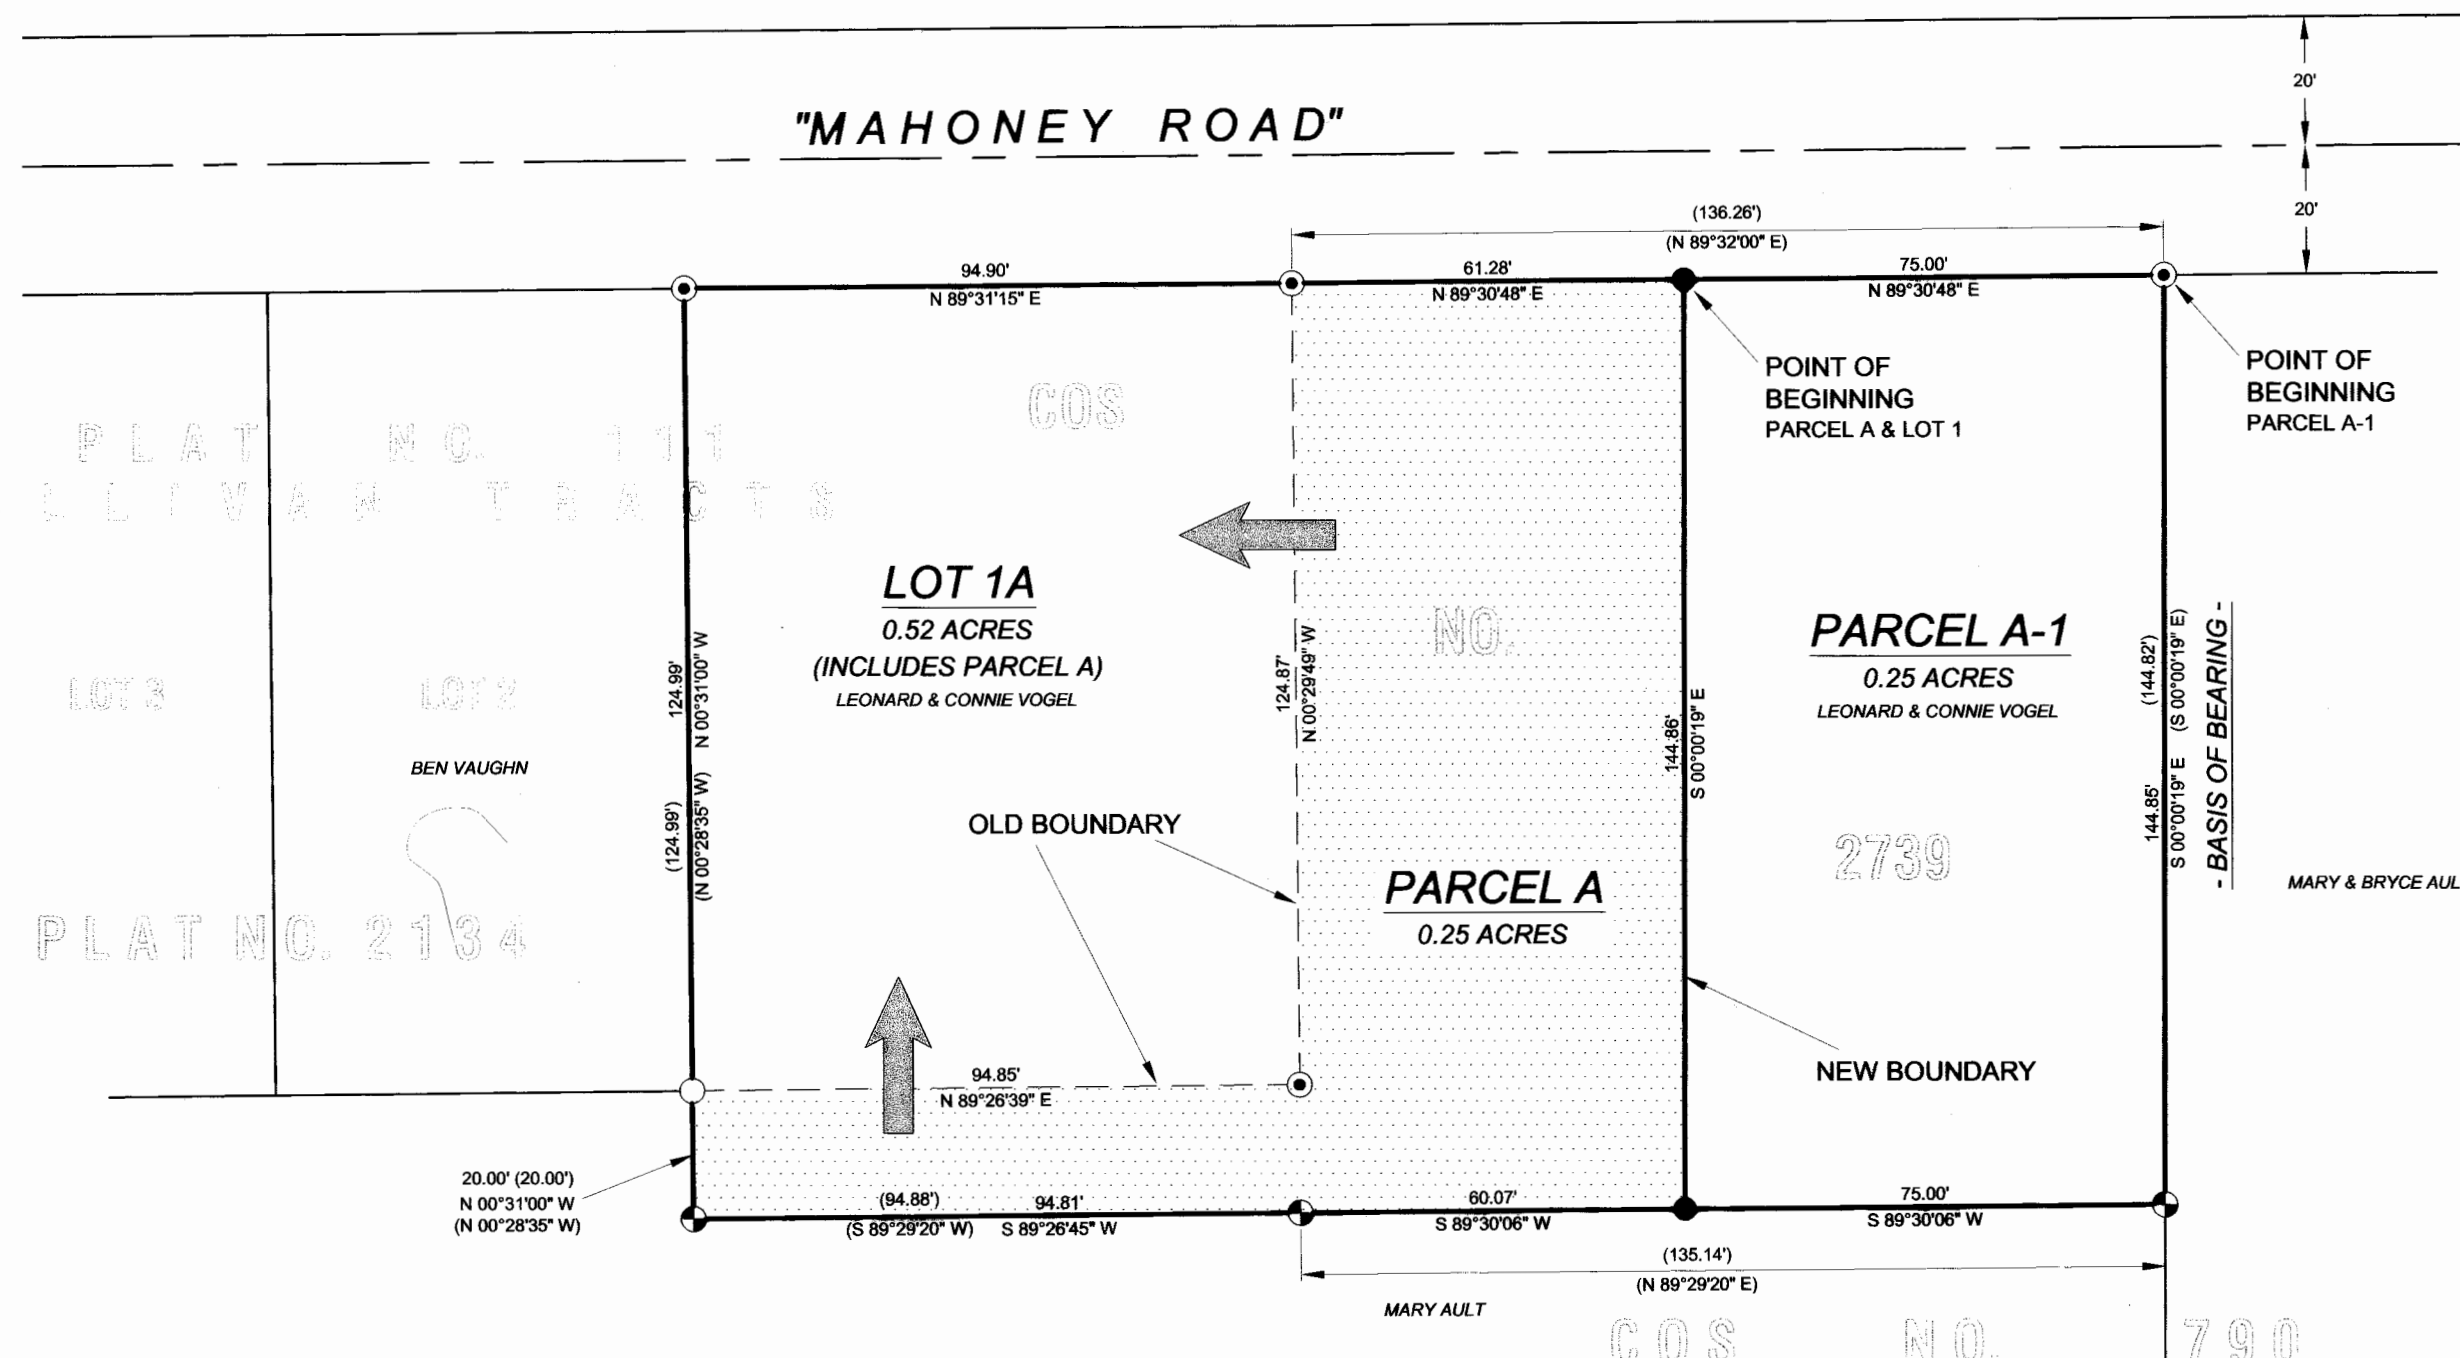 20'
"MAHONEY ROAD"
20'
(136.26')
(N 89°32'00" E)
94.90'
N 89°31'15" E
61.28'
N 89°30'48" E
75.00'
N 89°30'48" E
POINT OF
BEGINNING
PARCEL A & LOT 1
POINT OF
BEGINNING
PARCEL A-1
COS
PLAT NO. 111
LLIVAN TRACTS
LOT 1A
0.52 ACRES
(INCLUDES PARCEL A)
LEONARD & CONNIE VOGEL
NO.
PARCEL A-1
0.25 ACRES
LEONARD & CONNIE VOGEL
124.99'
N 00°31'00" W
(124.99')
(N 00°28'35" W)
124.87'
N 00°29'49" W
144.86'
S 00°00'19" E
(144.82')
(S 00°00'19" E)
144.85'
S 00°00'19" E
- BASIS OF BEARING -
LOT 3
LOT 2
BEN VAUGHN
OLD BOUNDARY
2739
PARCEL A
0.25 ACRES
MARY & BRYCE AUL
PLAT NO. 2134
NEW BOUNDARY
94.85'
N 89°26'39" E
20.00' (20.00')
N 00°31'00" W
(N 00°28'35" W)
(94.88')
(S 89°29'20" W)
94.81'
S 89°26'45" W
60.07'
S 89°30'06" W
75.00'
S 89°30'06" W
(135.14')
(N 89°29'20" E)
MARY AULT
COS NO. 790